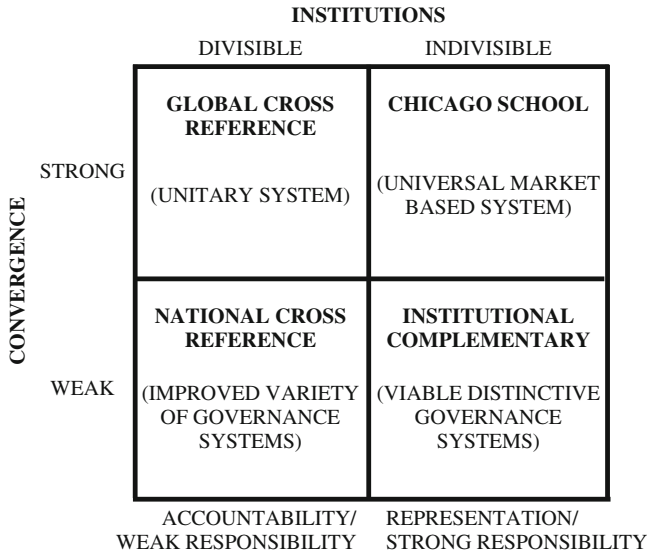 INSTITUTIONS
DIVISIBLE
INDIVISIBLE
CONVERGENCE
STRONG
GLOBAL CROSS
REFERENCE
(UNITARY SYSTEM)
CHICAGO SCHOOL
(UNIVERSAL MARKET
BASED SYSTEM)
WEAK
NATIONAL CROSS
REFERENCE
(IMPROVED VARIETY
OF GOVERNANCE
SYSTEMS)
INSTITUTIONAL
COMPLEMENTARY
(VIABLE DISTINCTIVE
GOVERNANCE
SYSTEMS)
ACCOUNTABILITY/
WEAK RESPONSIBILITY
REPRESENTATION/
STRONG RESPONSIBILITY